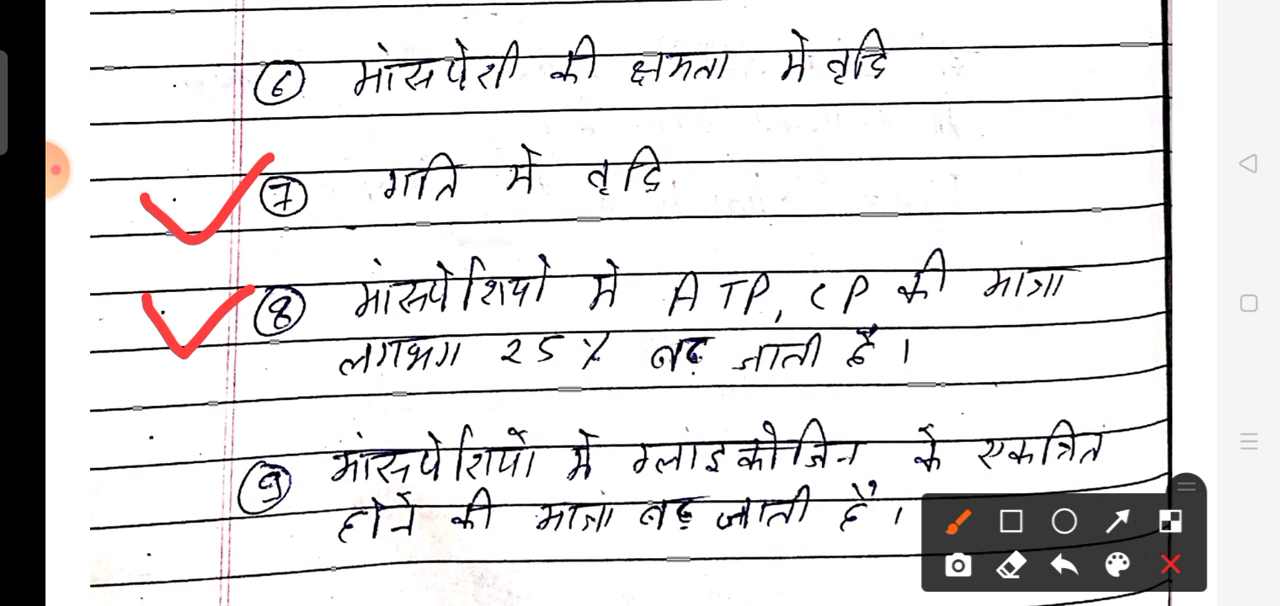 ⑥ मांसपेशी की क्षमता में वृद्धि
⑦ गति में वृद्धि
⑧ मांसपेशियो मे ATP, CP की मात्रा
लगभग 25% बढ़ जाती है।
⑨ मांसपेशियों में ग्लाइकोजिन के एकत्रित
होने की मात्रा बढ़ जाती है।